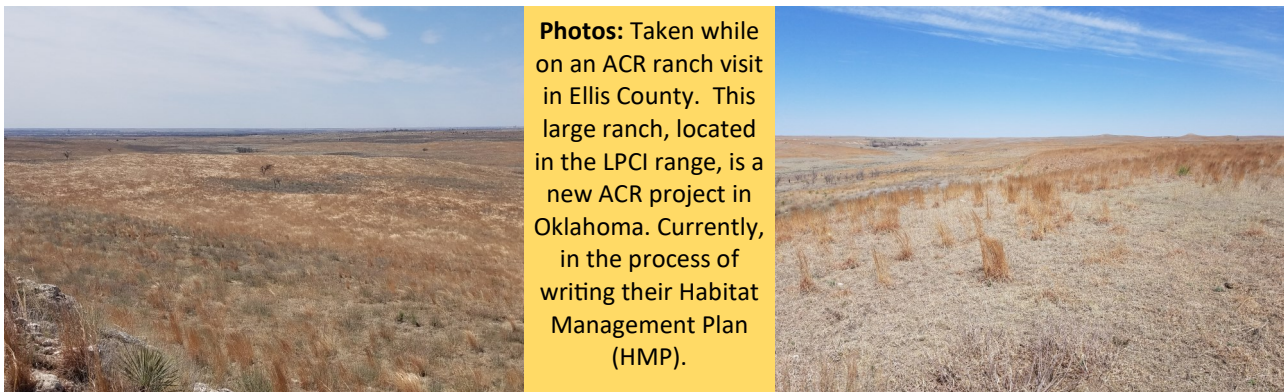 Photos: Taken while
on an ACR ranch visit
in Ellis County.  This
large ranch, located
in the LPCI range, is a
new ACR project in
Oklahoma. Currently,
in the process of
writing their Habitat
Management Plan
(HMP).